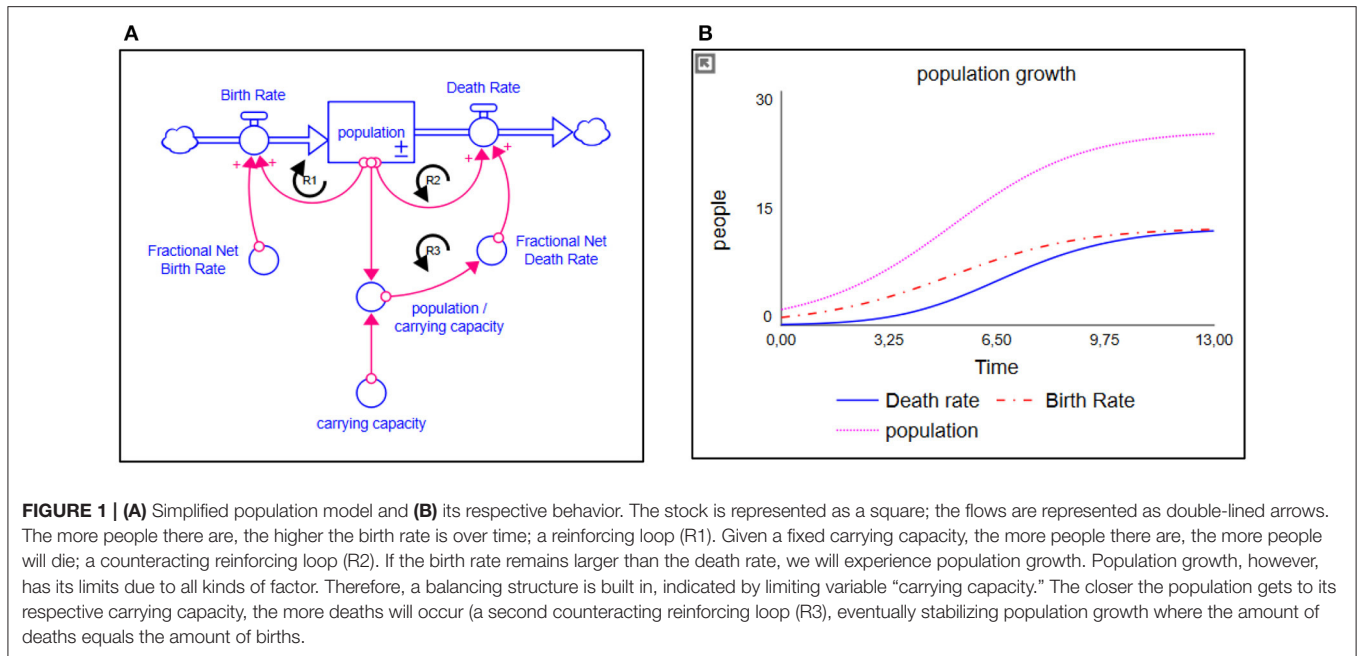 A
Birth Rate
Death Rate
population
±
+ +
+ +
R1
R2
R3
Fractional Net
Birth Rate
Fractional Net
Death Rate
population /
carrying capacity
carrying capacity
B
population growth
30
15
0
people
0,00 3,25 6,50 9,75 13,00
Time
Death rate Birth Rate
population
FIGURE 1 | (A) Simplified population model and (B) its respective behavior. The stock is represented as a square; the flows are represented as double-lined arrows.
The more people there are, the higher the birth rate is over time; a reinforcing loop (R1). Given a fixed carrying capacity, the more people there are, the more people
will die; a counteracting reinforcing loop (R2). If the birth rate remains larger than the death rate, we will experience population growth. Population growth, however,
has its limits due to all kinds of factor. Therefore, a balancing structure is built in, indicated by limiting variable “carrying capacity.” The closer the population gets to its
respective carrying capacity, the more deaths will occur (a second counteracting reinforcing loop (R3), eventually stabilizing population growth where the amount of
deaths equals the amount of births.